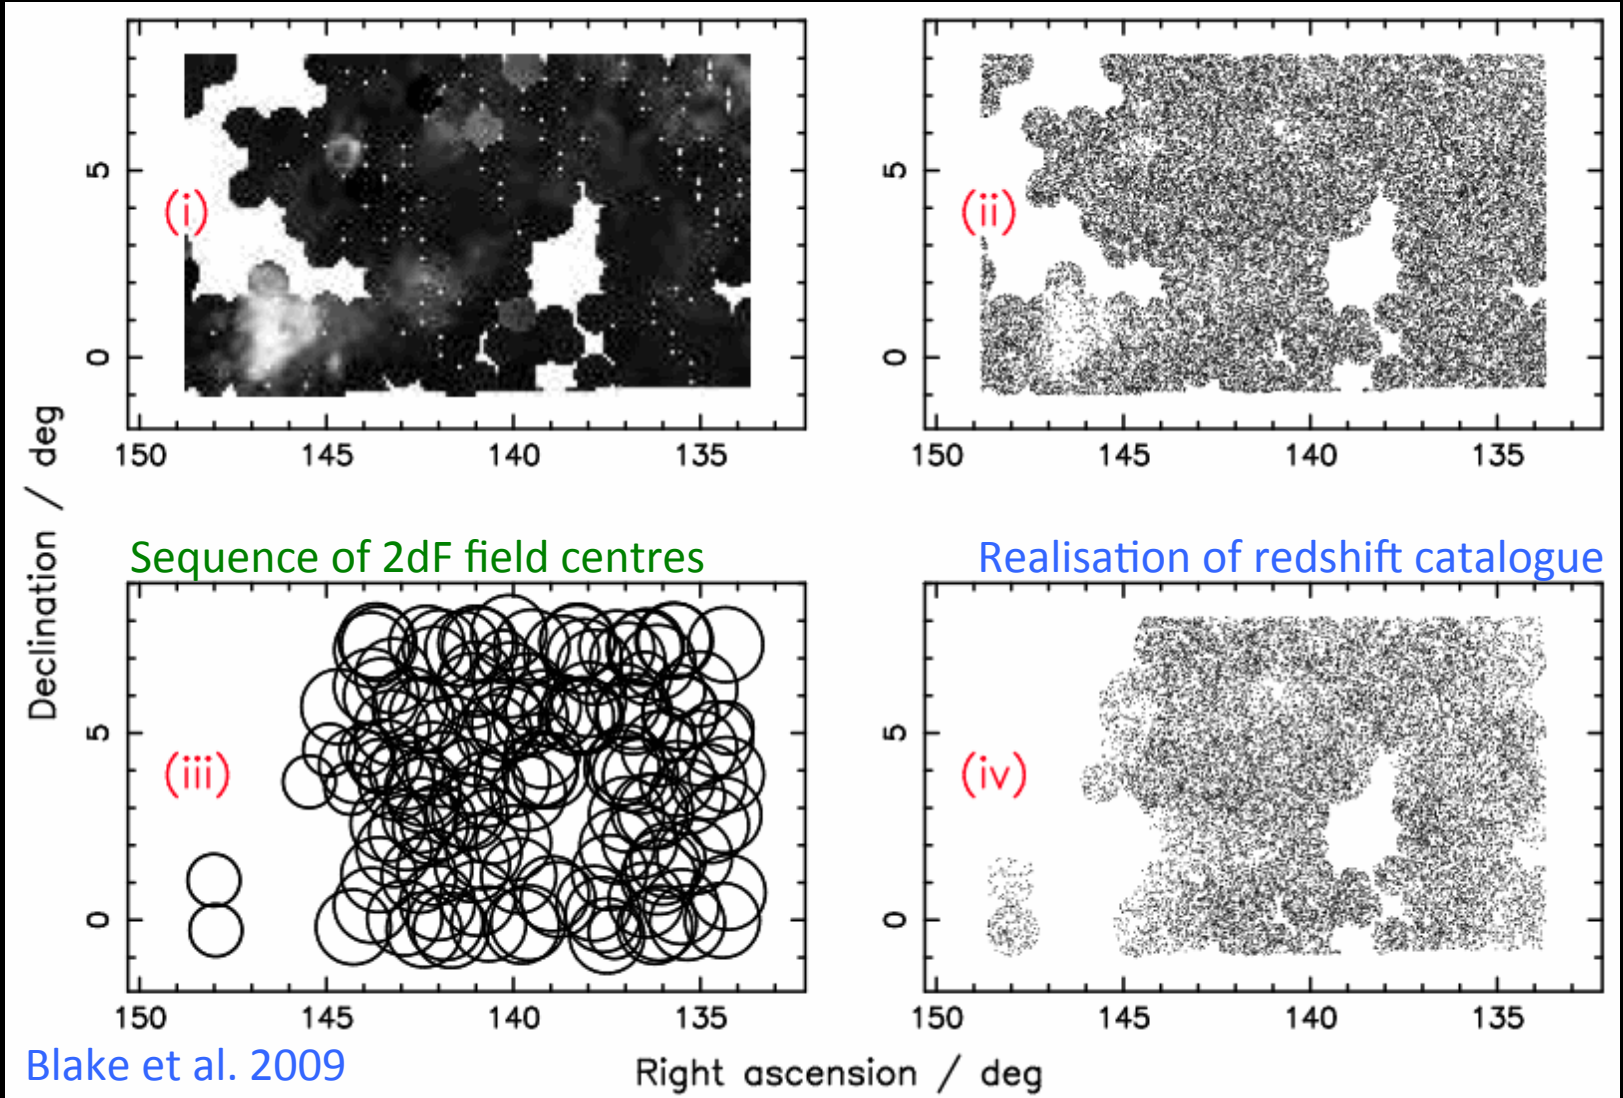 (i)
5
0
150 145 140 135
(ii)
5
0
150 145 140 135
Declination / deg
Sequence of 2dF field centres
Realisation of redshift catalogue
(iii)
5
0
150 145 140 135
(iv)
5
0
150 145 140 135
Blake et al. 2009
Right ascension / deg